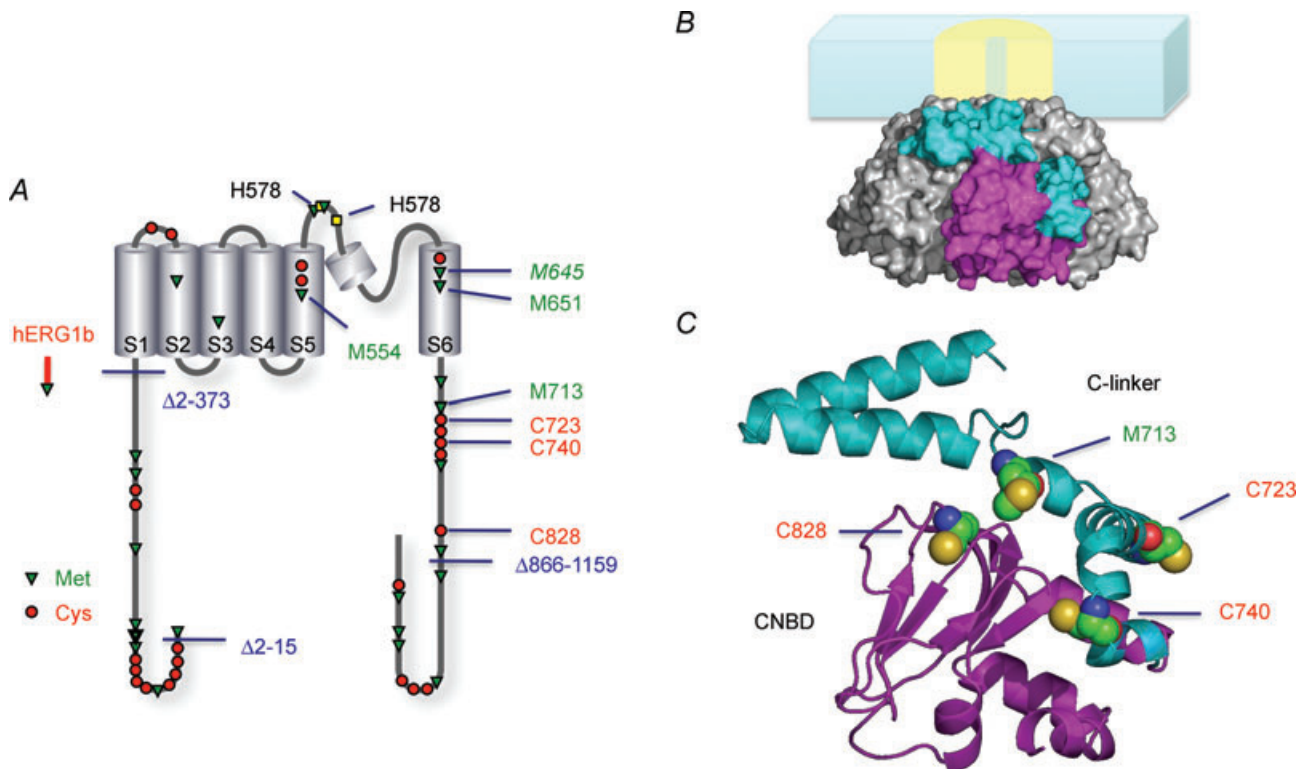 A
H578
H578
hERG1b
S1 S2 S3 S4 S5 S6
M645
M651
M554
Δ2-373
M713
C723
C740
C828
Δ866-1159
Met
Cys
Δ2-15
B
C
C-linker
M713
C723
C828
C740
CNBD